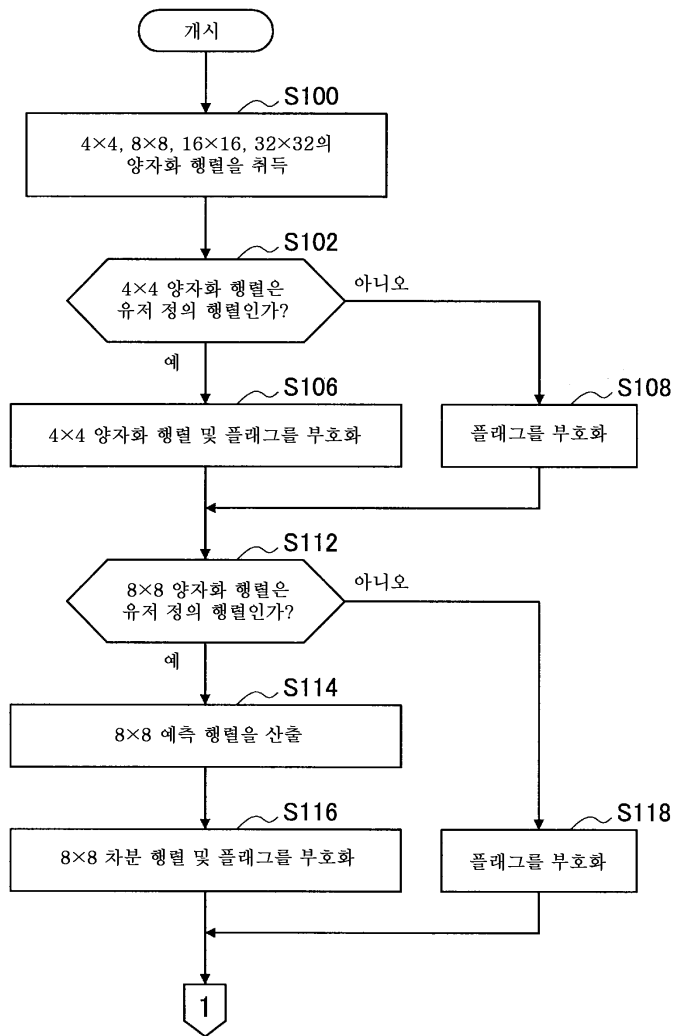 개시
S100
4×4, 8×8, 16×16, 32×32의
양자화 행렬을 취득
S102
4×4 양자화 행렬은
유저 정의 행렬인가?
아니오
예
S106
4×4 양자화 행렬 및 플래그를 부호화
S108
플래그를 부호화
S112
8×8 양자화 행렬은
유저 정의 행렬인가?
아니오
예
S114
8×8 예측 행렬을 산출
S116
8×8 차분 행렬 및 플래그를 부호화
S118
플래그를 부호화
1